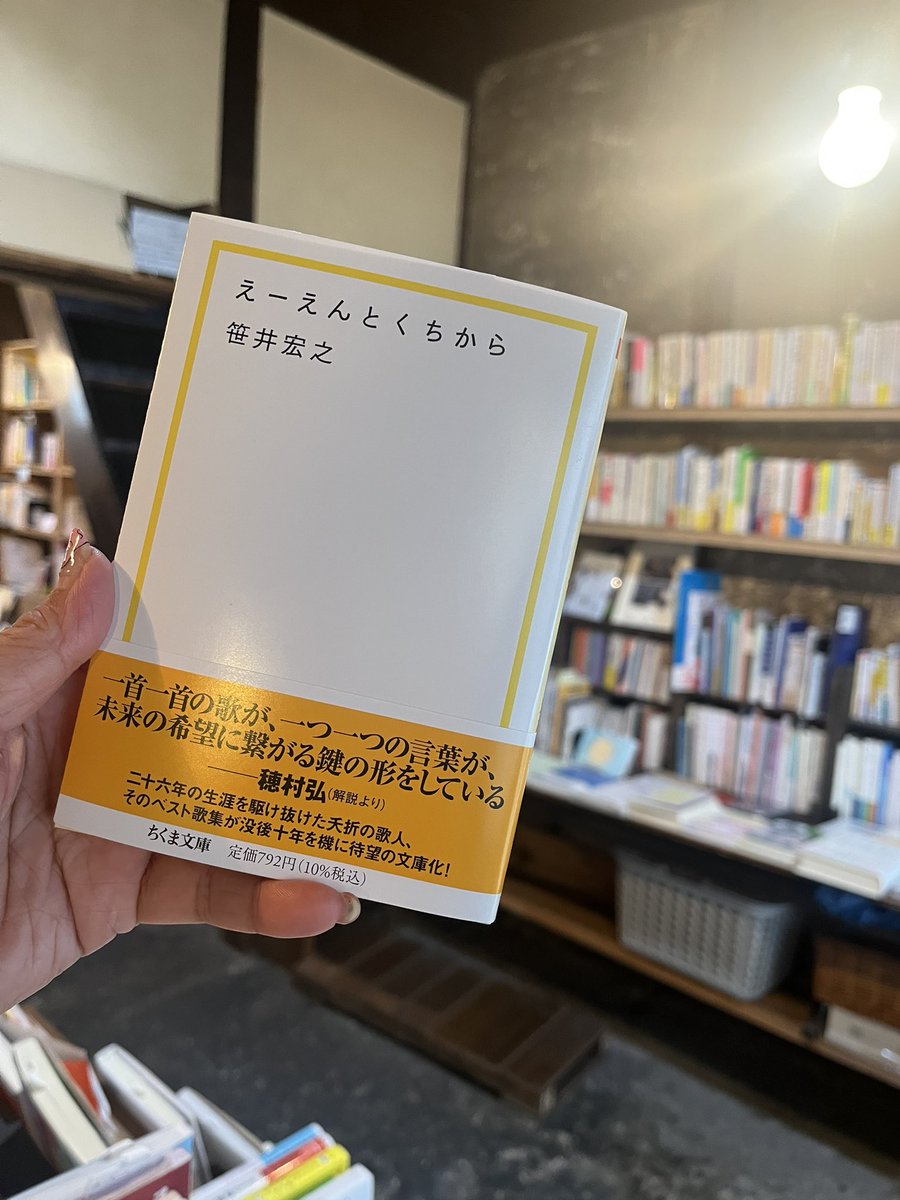 えーえんとくちから
笹井宏之
一首一首の歌が、一つ一つの言葉が、
未来の希望に繋がる鍵の形をしている
──穂村弘(解説より)
二十六年の生涯を駆け抜けた夭折の歌人、
そのベスト歌集が没後十年を機に待望の文庫化!
ちくま文庫 定価792円(10%税込)